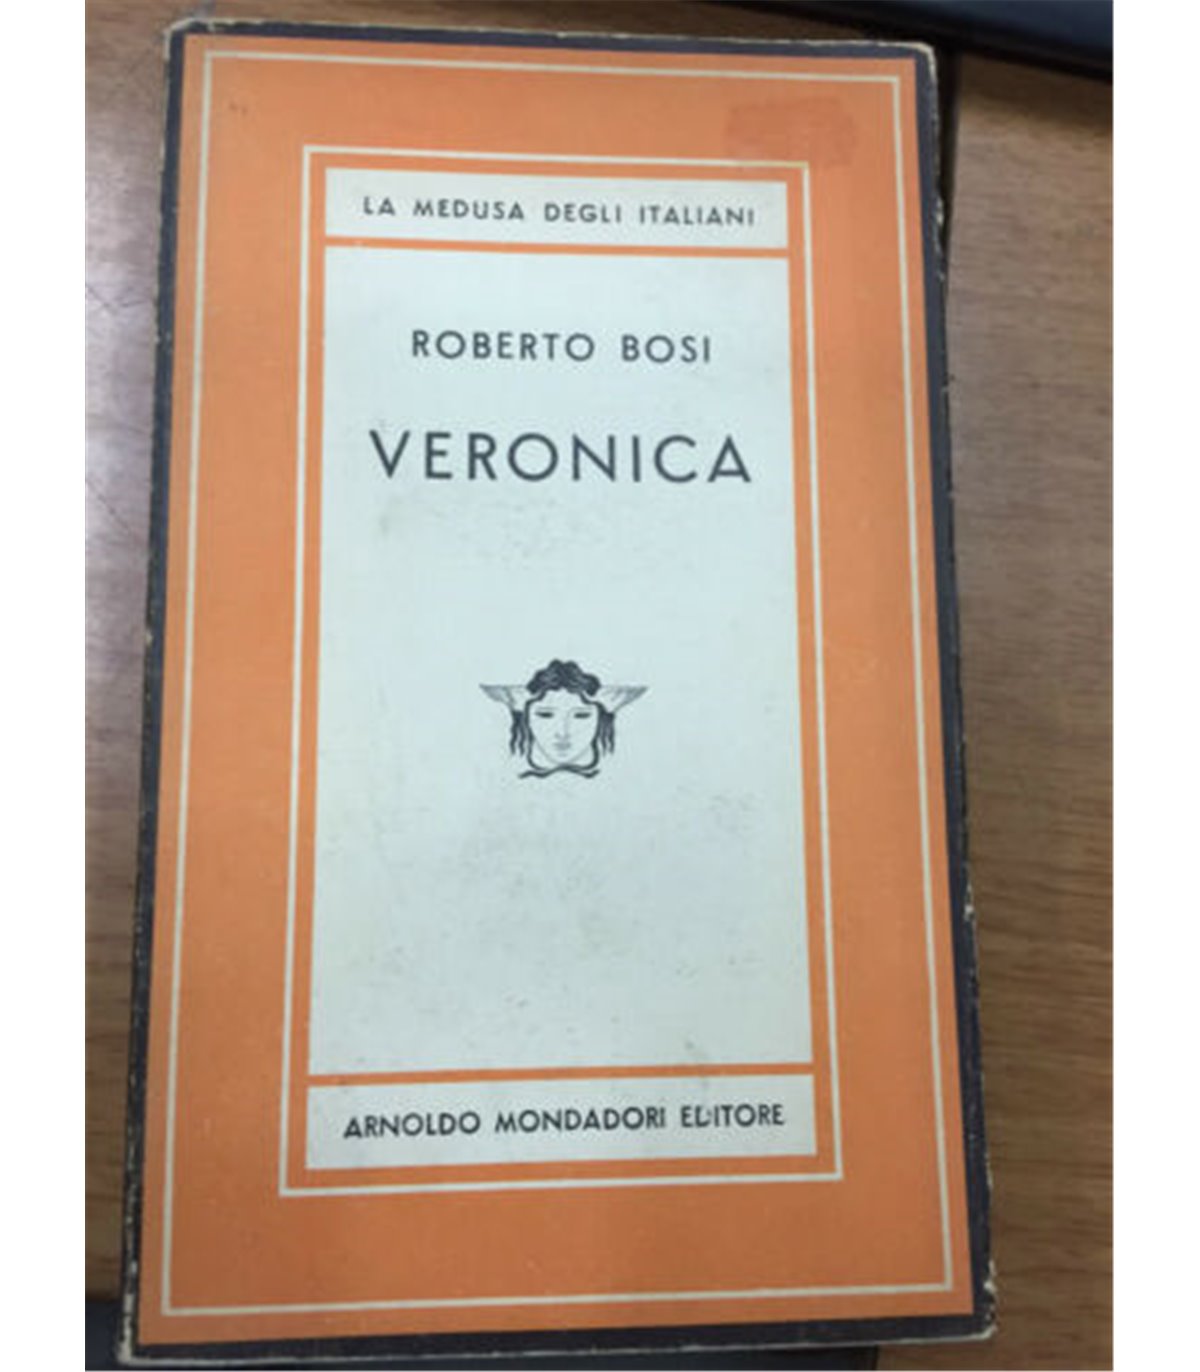 LA MEDUSA DEGLI ITALIANI
ROBERTO BOSI
VERONICA
ARNOLDO MONDADORI EDITORE